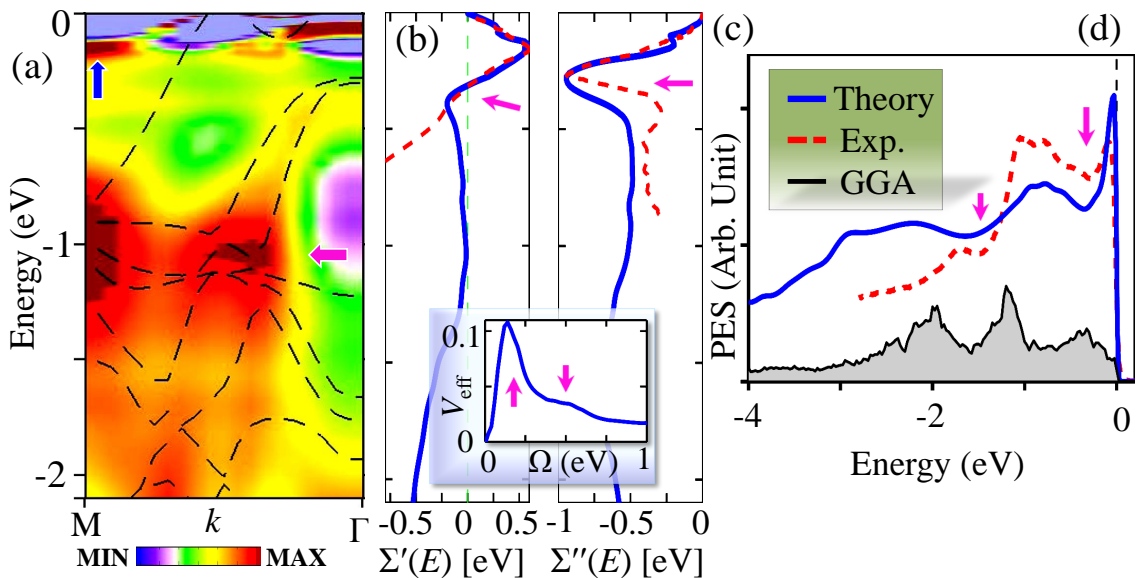 (a)
(b)
(c)
(d)
0
-1
-2
Energy (eV)
M
k
Γ
MIN
MAX
-0.5
0
0.5
Σ′(E) [eV]
-1
-0.5
0
Σ′′(E) [eV]
0.1
0
V_eff
0
Ω (eV)
1
Theory
Exp.
GGA
PES (Arb. Unit)
-4
-2
0
Energy (eV)